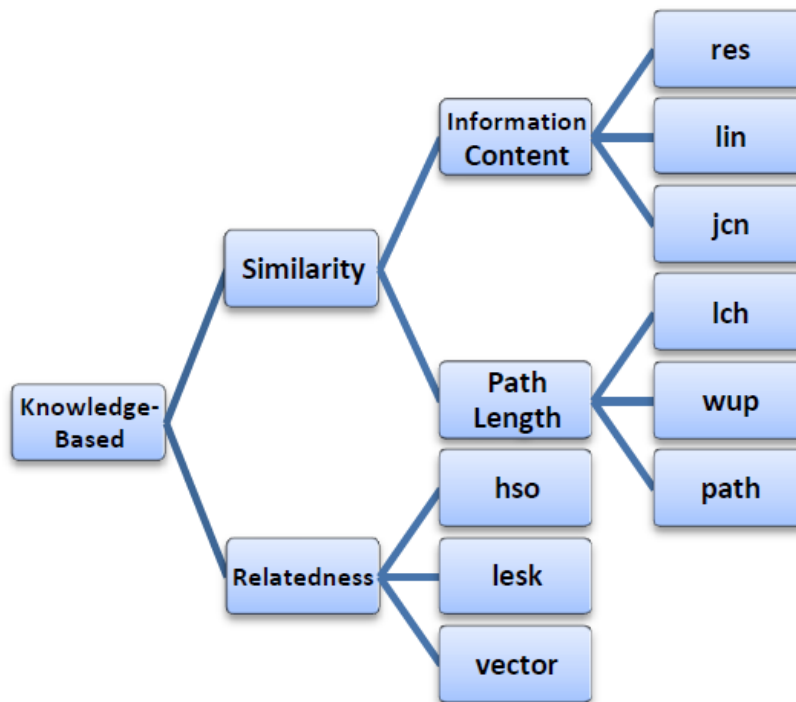 Knowledge-
Based
Similarity
Information
Content
res
lin
jcn
Path
Length
lch
wup
path
Relatedness
hso
lesk
vector